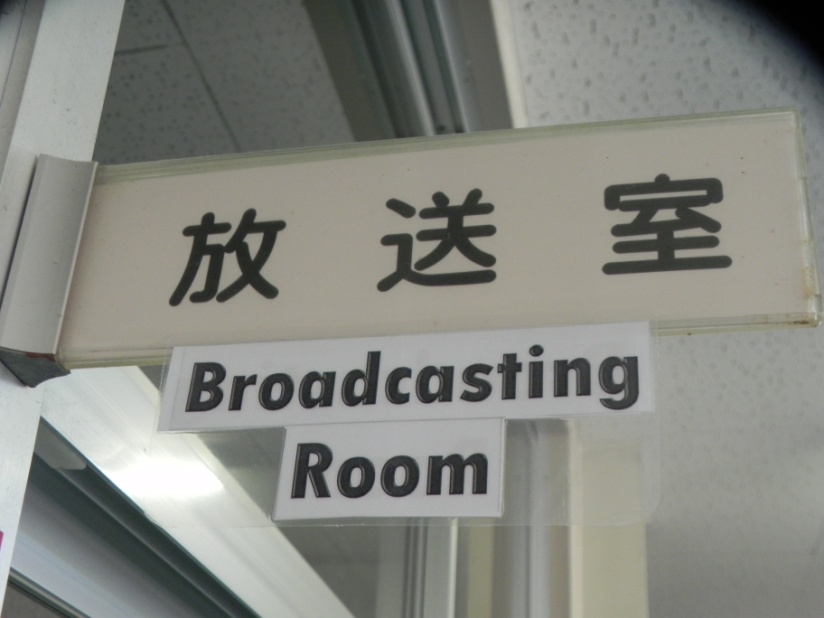 放送室
Broadcasting
Room